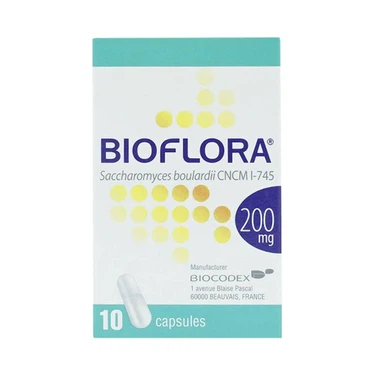 BIOFLORA®
Saccharomyces boulardii CNCM I-745
200
mg
Manufacturer
BIOCODEX
1 avenue Blaise Pascal
60000 BEAUVAIS, FRANCE
10 capsules